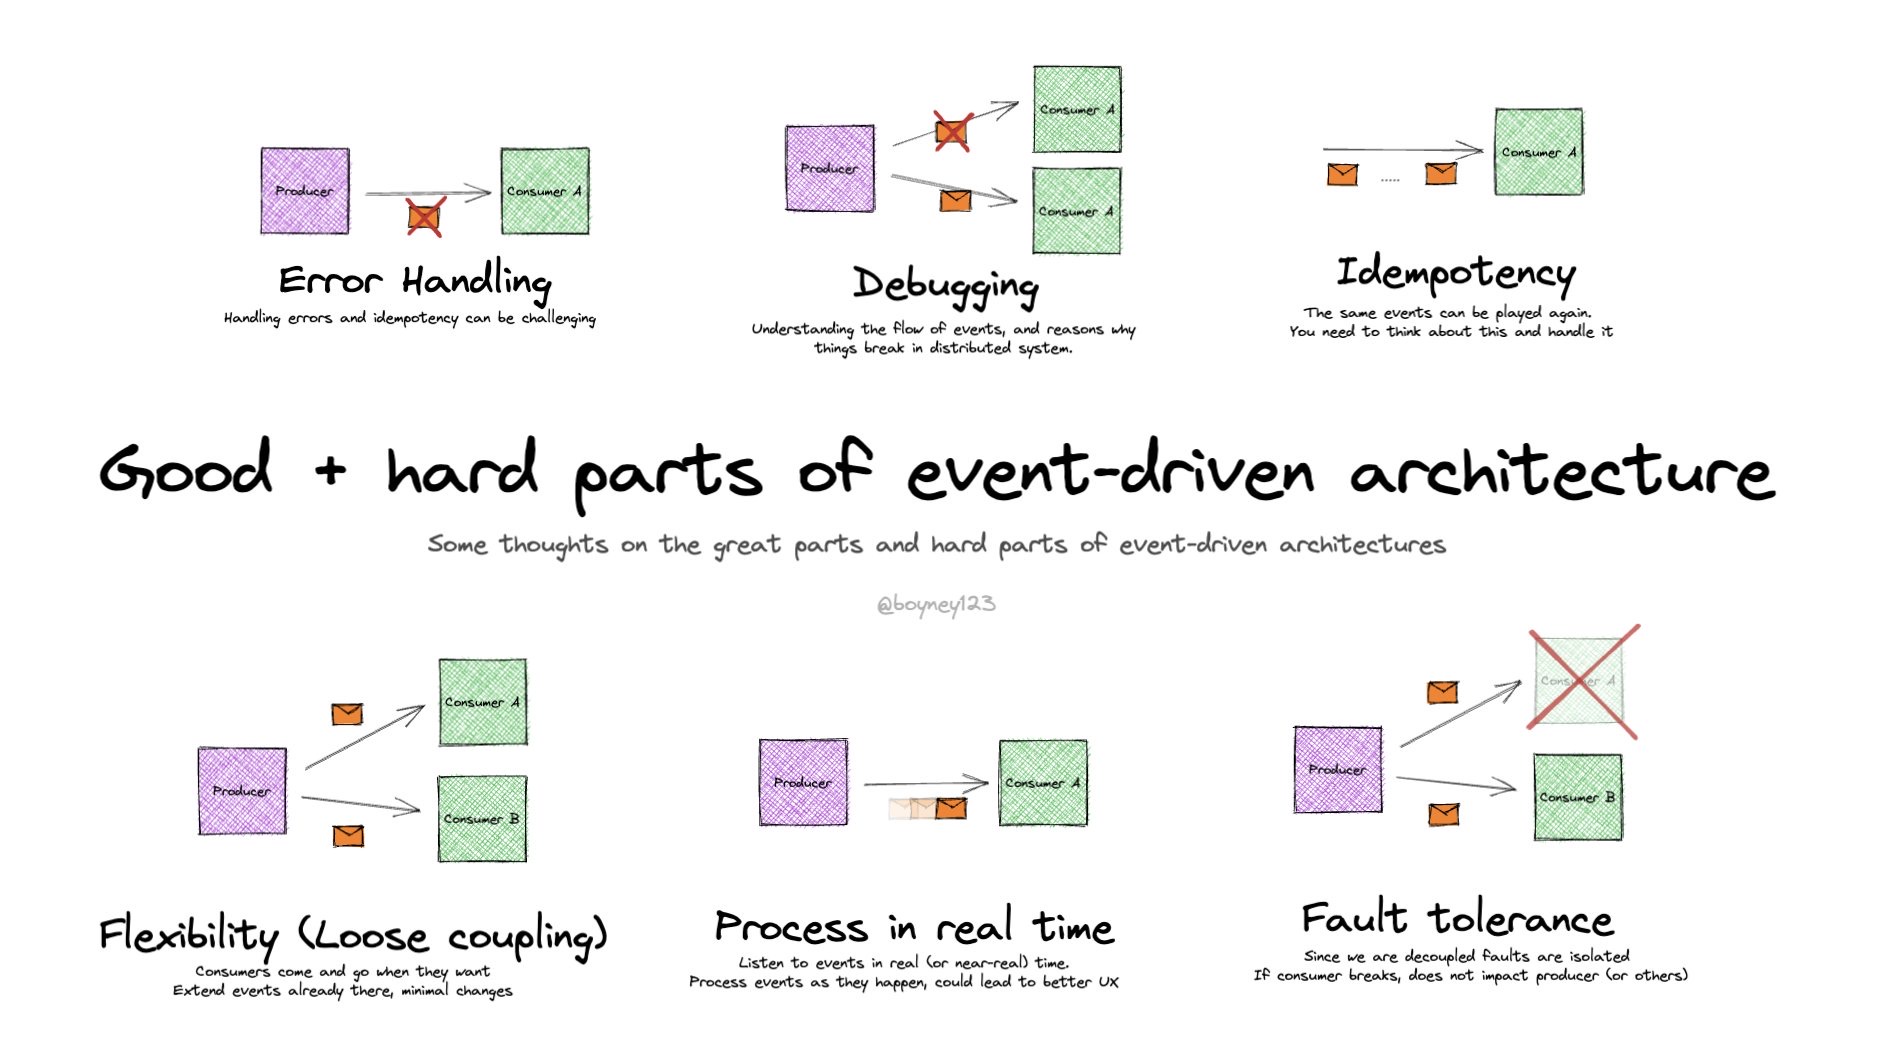 Producer
Consumer A
Error Handling
Handling errors and idempotency can be challenging
Producer
Consumer A
Consumer A
Debugging
Understanding the flow of events, and reasons why
things break in distributed system.
Consumer A
Idempotency
The same events can be played again.
You need to think about this and handle it
Good + hard parts of event-driven architecture
Some thoughts on the great parts and hard parts of event-driven architectures
@boyney123
Producer
Consumer A
Consumer B
Flexibility (Loose coupling)
Consumers come and go when they want
Extend events already there, minimal changes
Producer
Consumer A
Process in real time
Listen to events in real (or near-real) time.
Process events as they happen, could lead to better UX
Producer
Consumer A
Consumer B
Fault tolerance
Since we are decoupled faults are isolated
If consumer breaks, does not impact producer (or others)